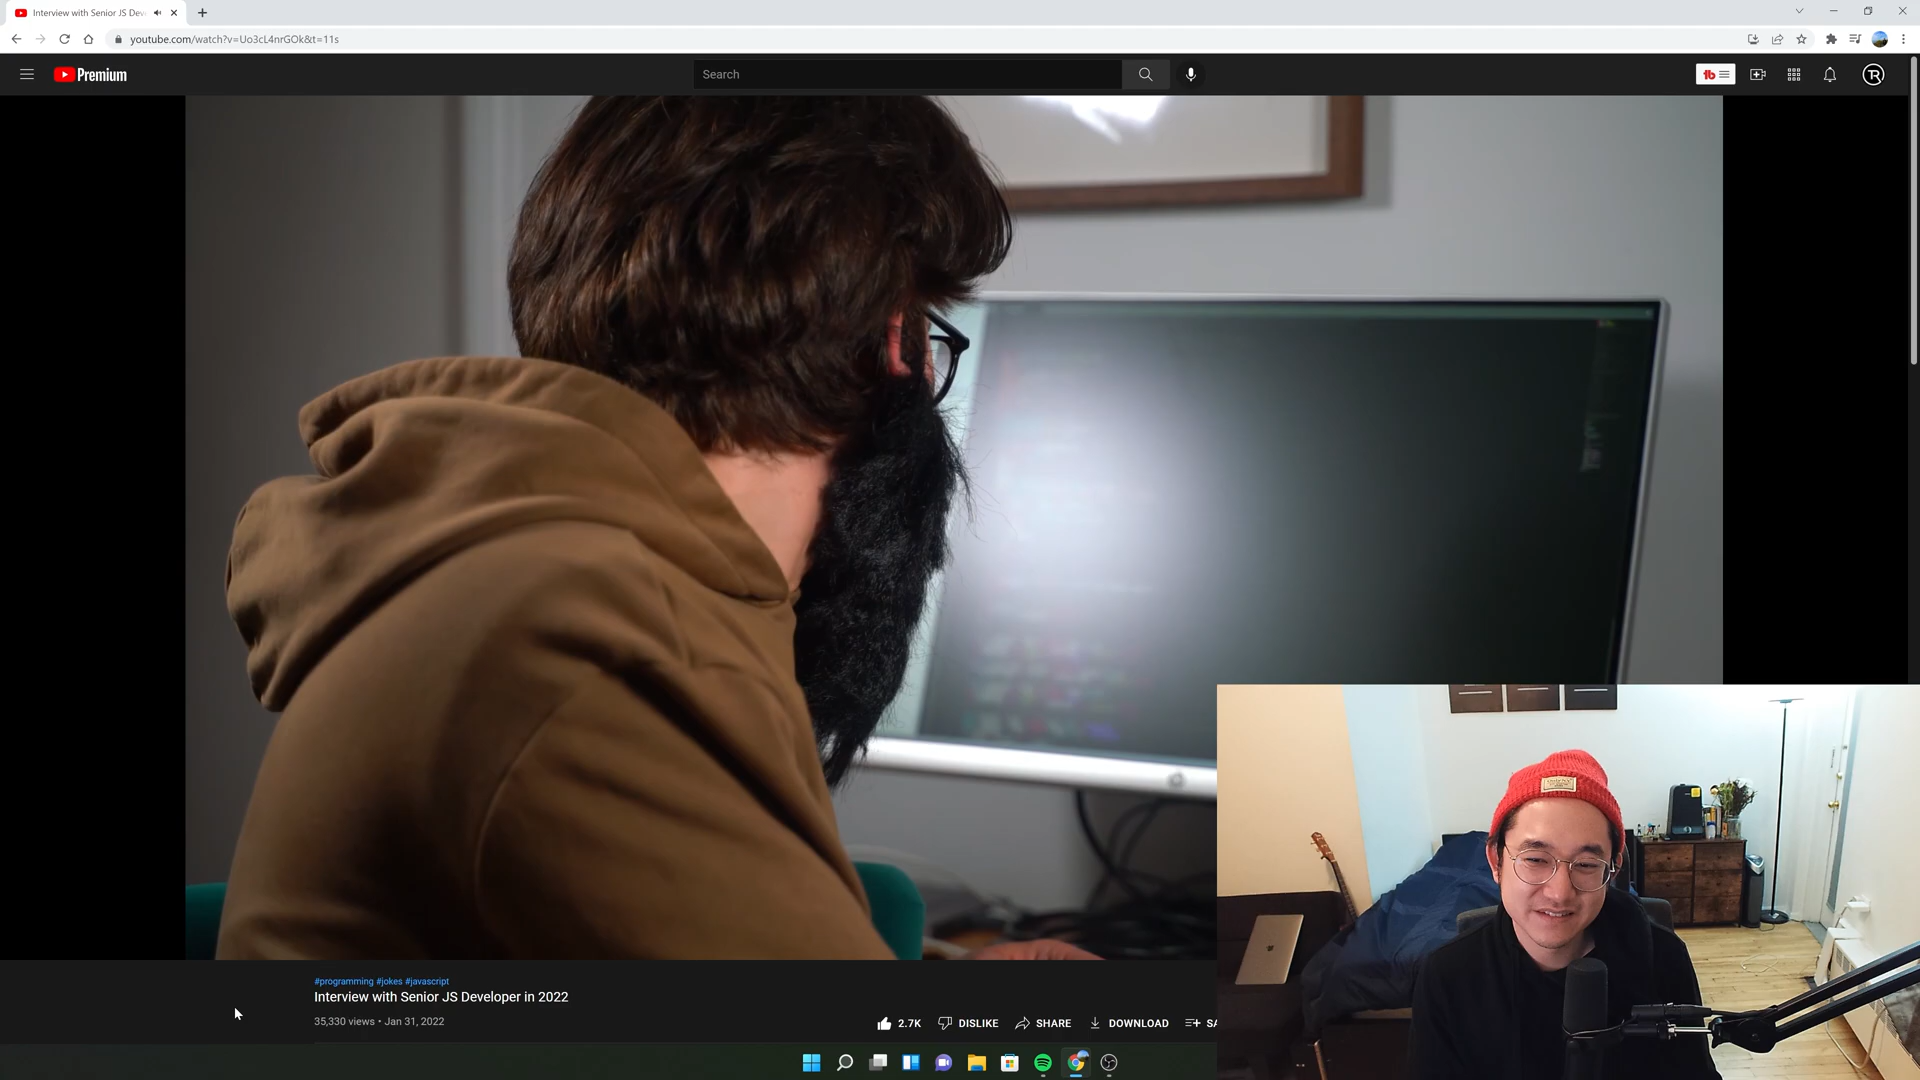 Interview with Senior JS Dev
youtube.com/watch?v=Uo3cL4nrGOk&t=11s
Premium
Search
#programming #jokes #javascript
Interview with Senior JS Developer in 2022
35,330 views • Jan 31, 2022
2.7K DISLIKE SHARE DOWNLOAD SA